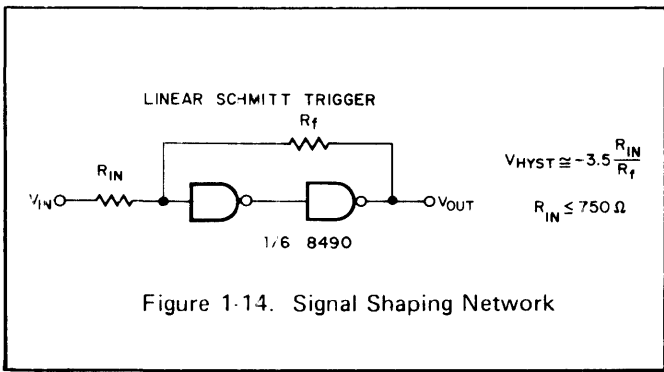 LINEAR SCHMITT TRIGGER
Rf
RIN
VIN
VOUT
1/6 8490
VHYST ≅ -3.5 RIN/Rf
RIN ≤ 750 Ω
Figure 1-14. Signal Shaping Network